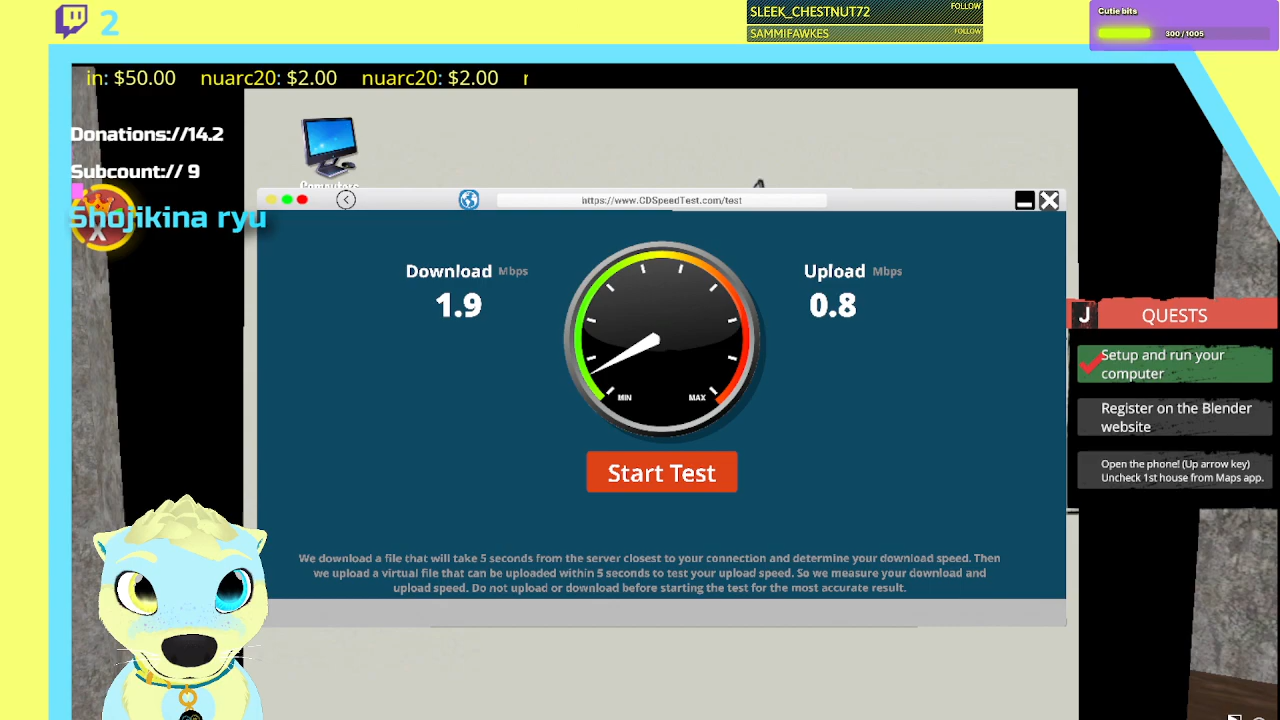 2
SLEEK_CHESTNUT72 FOLLOW
SAMMIFAWKES FOLLOW
Cutie bits
300 / 1005
in: $50.00 nuarc20: $2.00 nuarc20: $2.00
Donations://14.2
Subcount:// 9
Shojikina ryu
X
Computers
https://www.CDSpeedTest.com/test
Download Mbps
1.9
Upload Mbps
0.8
MIN MAX
Start Test
We download a file that will take 5 seconds from the server closest to your connection and determine your download speed. Then
we upload a virtual file that can be uploaded within 5 seconds to test your upload speed. So we measure your download and
upload speed. Do not upload or download before starting the test for the most accurate result.
J QUESTS
Setup and run your
computer
Register on the Blender
website
Open the phone! (Up arrow key)
Uncheck 1st house from Maps app.